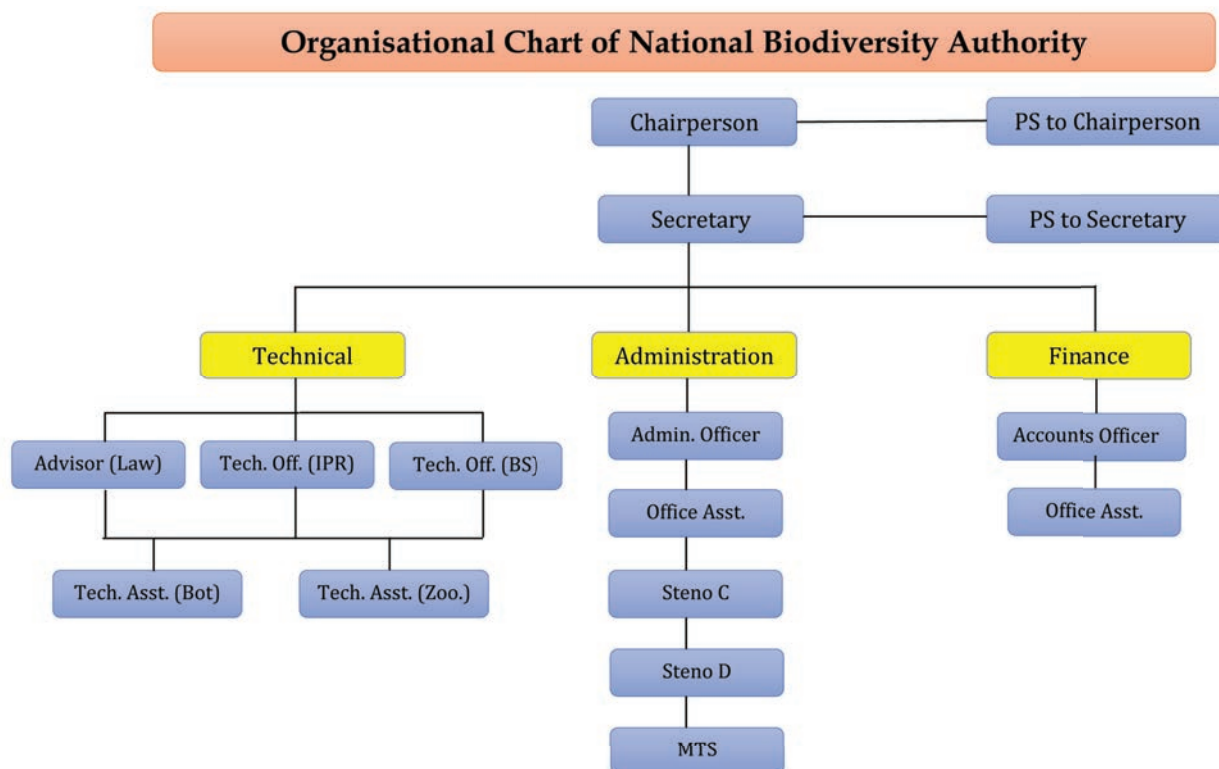 Organisational Chart of National Biodiversity Authority
Chairperson
PS to Chairperson
Secretary
PS to Secretary
Technical
Administration
Finance
Advisor (Law)
Tech. Off. (IPR)
Tech. Off. (BS)
Admin. Officer
Accounts Officer
Office Asst.
Office Asst.
Tech. Asst. (Bot)
Tech. Asst. (Zoo.)
Steno C
Steno D
MTS